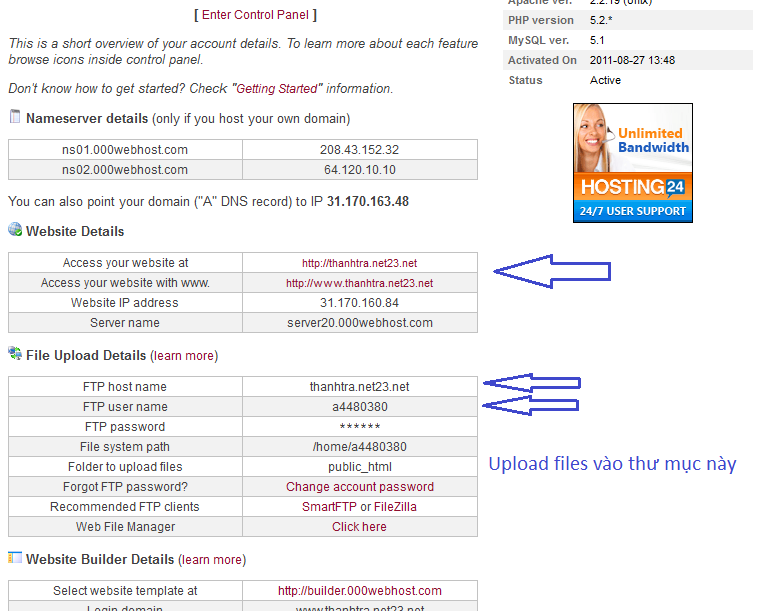 [ Enter Control Panel ]
This is a short overview of your account details. To learn more about each feature
browse icons inside control panel.
Don't know how to get started? Check "Getting Started" information.
Nameserver details (only if you host your own domain)
ns01.000webhost.com 208.43.152.32
ns02.000webhost.com 64.120.10.10
You can also point your domain ("A" DNS record) to IP 31.170.163.48
Website Details
Access your website at http://thanhtra.net23.net
Access your website with www. http://www.thanhtra.net23.net
Website IP address 31.170.160.84
Server name server20.000webhost.com
File Upload Details (learn more)
FTP host name thanhtra.net23.net
FTP user name a4480380
FTP password ******
File system path /home/a4480380
Folder to upload files public_html
Forgot FTP password? Change account password
Recommended FTP clients SmartFTP or FileZilla
Web File Manager Click here
Website Builder Details (learn more)
Select website template at http://builder.000webhost.com
Login domain www.thanhtra.net23.net
Apache ver. 2.2.19 (Unix)
PHP version 5.2.*
MySQL ver. 5.1
Activated On 2011-08-27 13:48
Status Active
Unlimited
Bandwidth
HOSTING24
24/7 USER SUPPORT
Upload files vào thư mục này